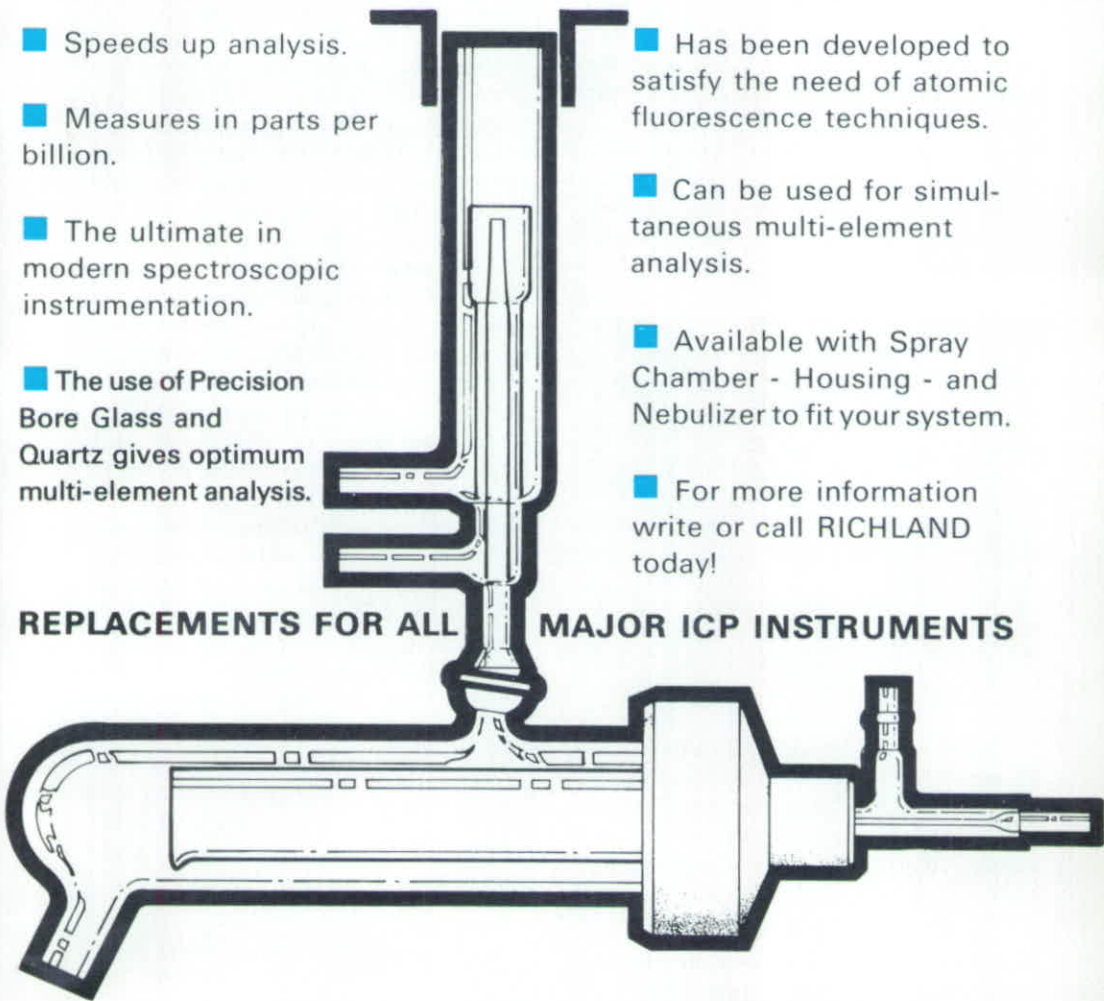 ■ Speeds up analysis.
■ Measures in parts per
billion.
■ The ultimate in
modern spectroscopic
instrumentation.
■ The use of Precision
Bore Glass and
Quartz gives optimum
multi-element analysis.
■ Has been developed to
satisfy the need of atomic
fluorescence techniques.
■ Can be used for simul-
taneous multi-element
analysis.
■ Available with Spray
Chamber - Housing - and
Nebulizer to fit your system.
■ For more information
write or call RICHLAND
today!
REPLACEMENTS FOR ALL MAJOR ICP INSTRUMENTS